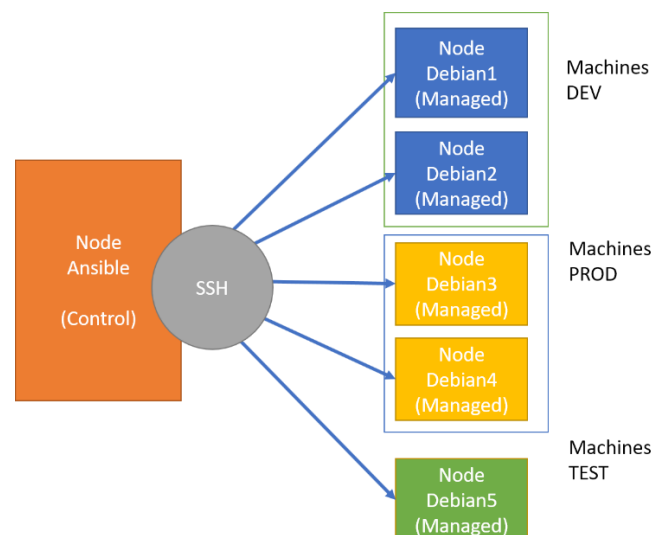 Node
Ansible
(Control)
SSH
Node
Debian1
(Managed)
Node
Debian2
(Managed)
Machines
DEV
Node
Debian3
(Managed)
Node
Debian4
(Managed)
Machines
PROD
Node
Debian5
(Managed)
Machines
TEST